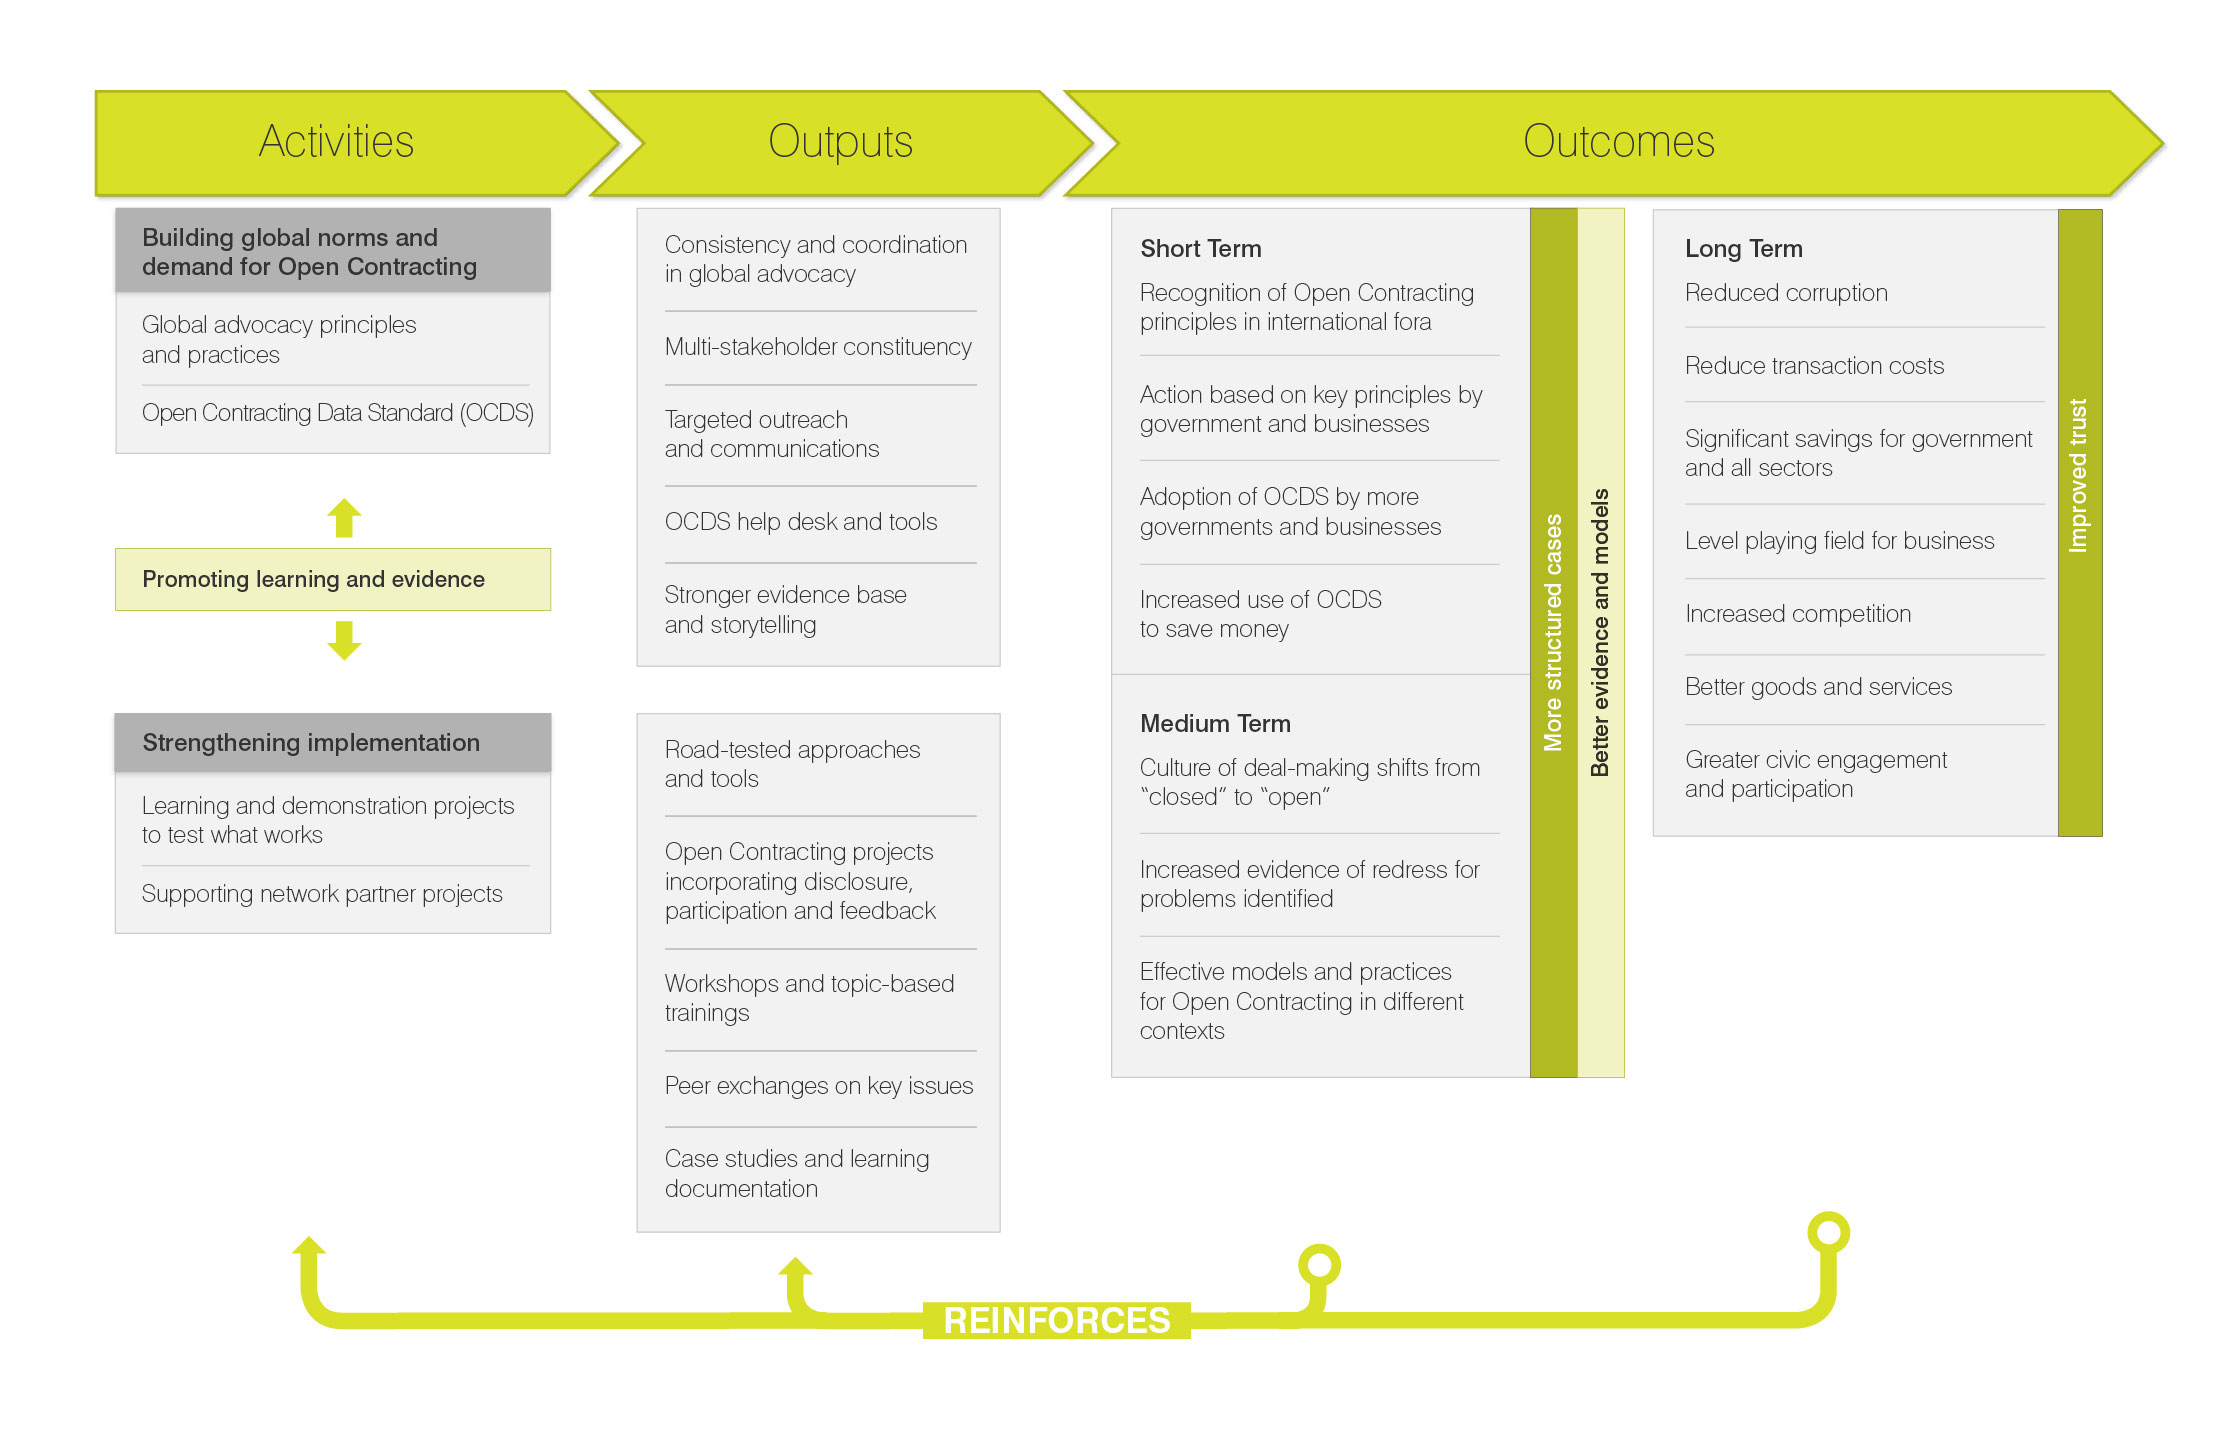 Activities
Outputs
Outcomes
Building global norms and
demand for Open Contracting
Global advocacy principles
and practices
Open Contracting Data Standard (OCDS)
Promoting learning and evidence
Strengthening implementation
Learning and demonstration projects
to test what works
Supporting network partner projects
Consistency and coordination
in global advocacy
Multi-stakeholder constituency
Targeted outreach
and communications
OCDS help desk and tools
Stronger evidence base
and storytelling
Road-tested approaches
and tools
Open Contracting projects
incorporating disclosure,
participation and feedback
Workshops and topic-based
trainings
Peer exchanges on key issues
Case studies and learning
documentation
Short Term
Recognition of Open Contracting
principles in international fora
Action based on key principles by
government and businesses
Adoption of OCDS by more
governments and businesses
Increased use of OCDS
to save money
Medium Term
Culture of deal-making shifts from
“closed” to “open”
Increased evidence of redress for
problems identified
Effective models and practices
for Open Contracting in different
contexts
More structured cases
Better evidence and models
Long Term
Reduced corruption
Reduce transaction costs
Significant savings for government
and all sectors
Level playing field for business
Increased competition
Better goods and services
Greater civic engagement
and participation
Improved trust
REINFORCES